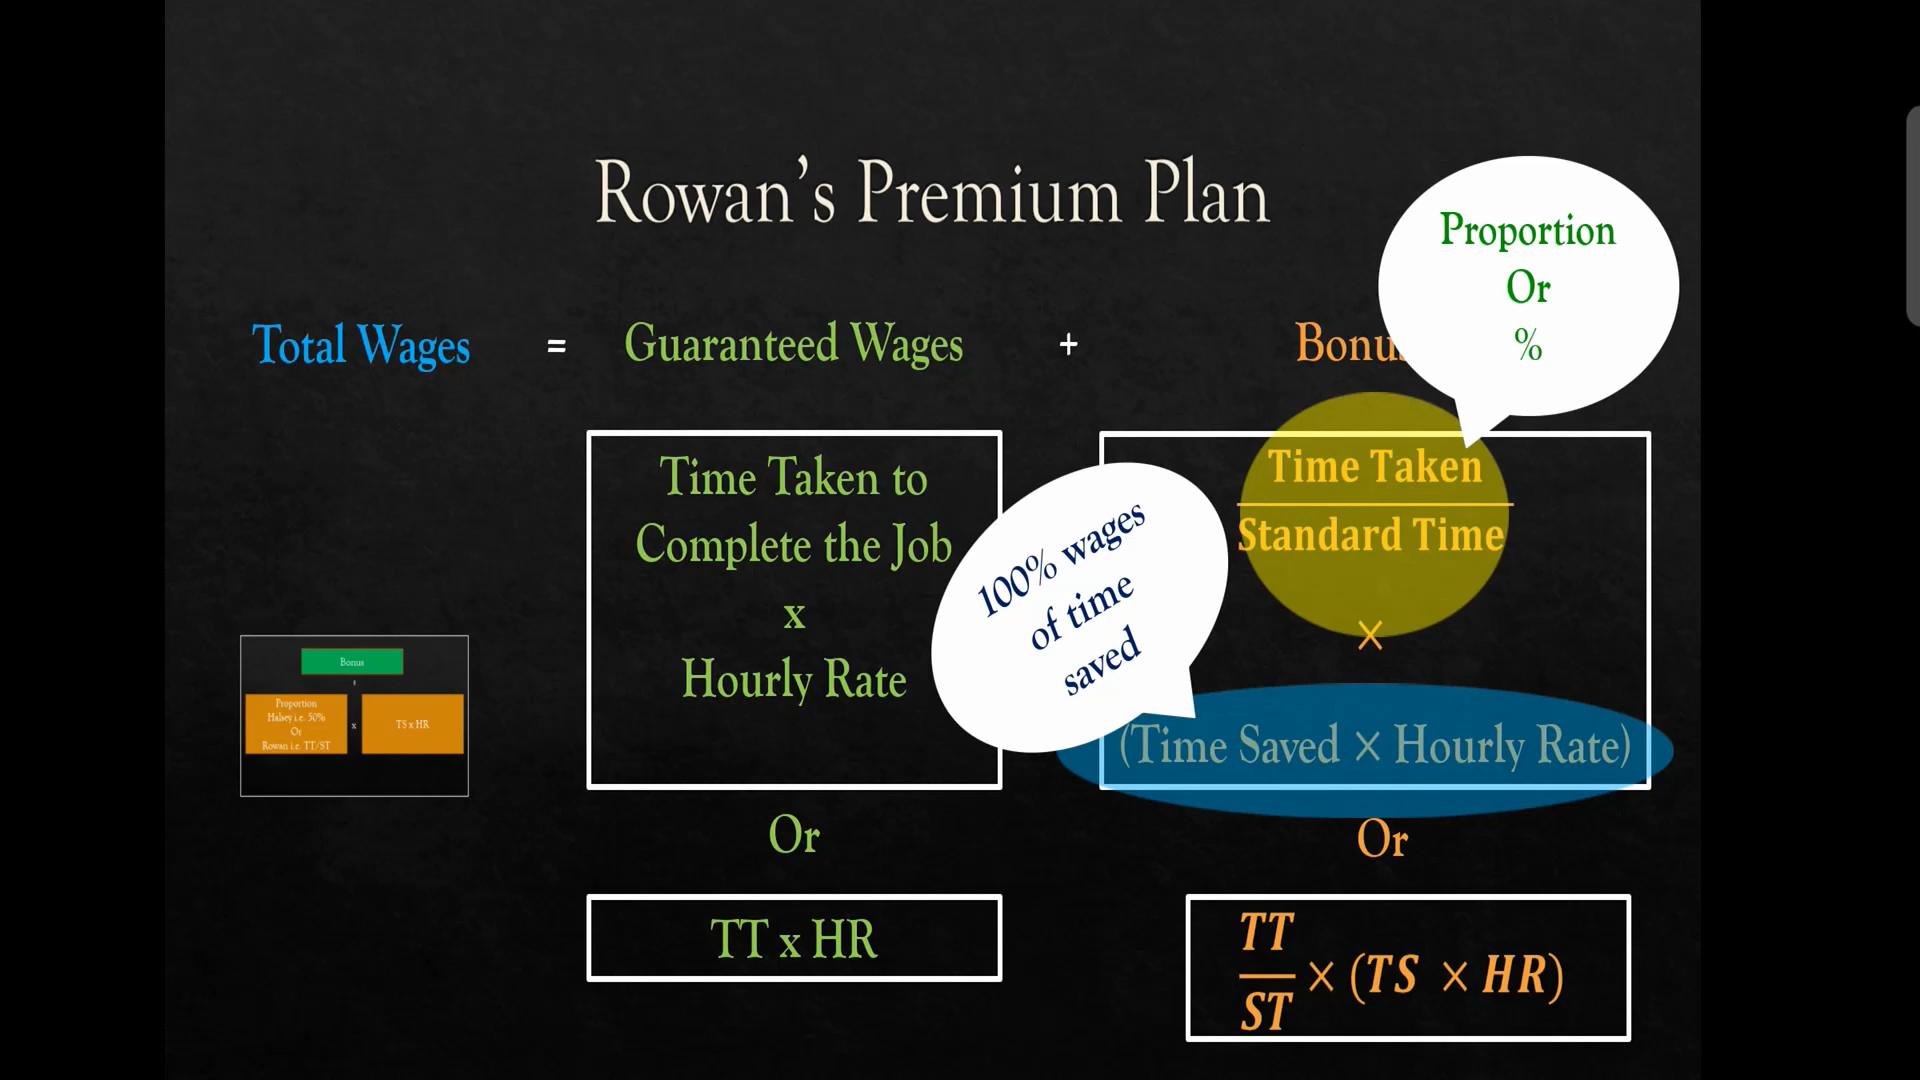 Rowan's Premium Plan
Proportion
Or
%
Total Wages = Guaranteed Wages + Bonus
Time Taken to
Complete the Job
x
Hourly Rate
100% wages
of time
saved
Time Taken
Standard Time
×
(Time Saved × Hourly Rate)
Bonus
Proportion
Halsey i.e. 50%
Or
Rowan i.e. TT/ST
x
TS x HR
Or
Or
TT x HR
TT
ST
× (TS × HR)